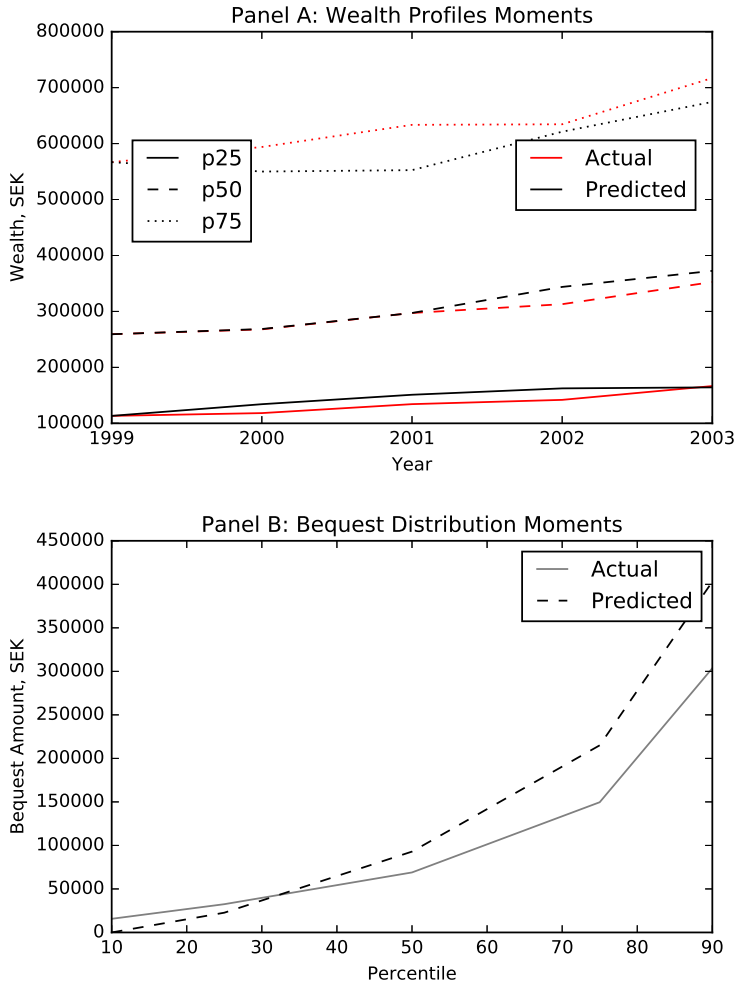 Panel A: Wealth Profiles Moments
800000
700000
600000
500000
400000
300000
200000
100000
Wealth, SEK
p25
p50
p75
Actual
Predicted
1999 2000 2001 2002 2003
Year
Panel B: Bequest Distribution Moments
450000
400000
350000
300000
250000
200000
150000
100000
50000
0
Bequest Amount, SEK
Actual
Predicted
10 20 30 40 50 60 70 80 90
Percentile